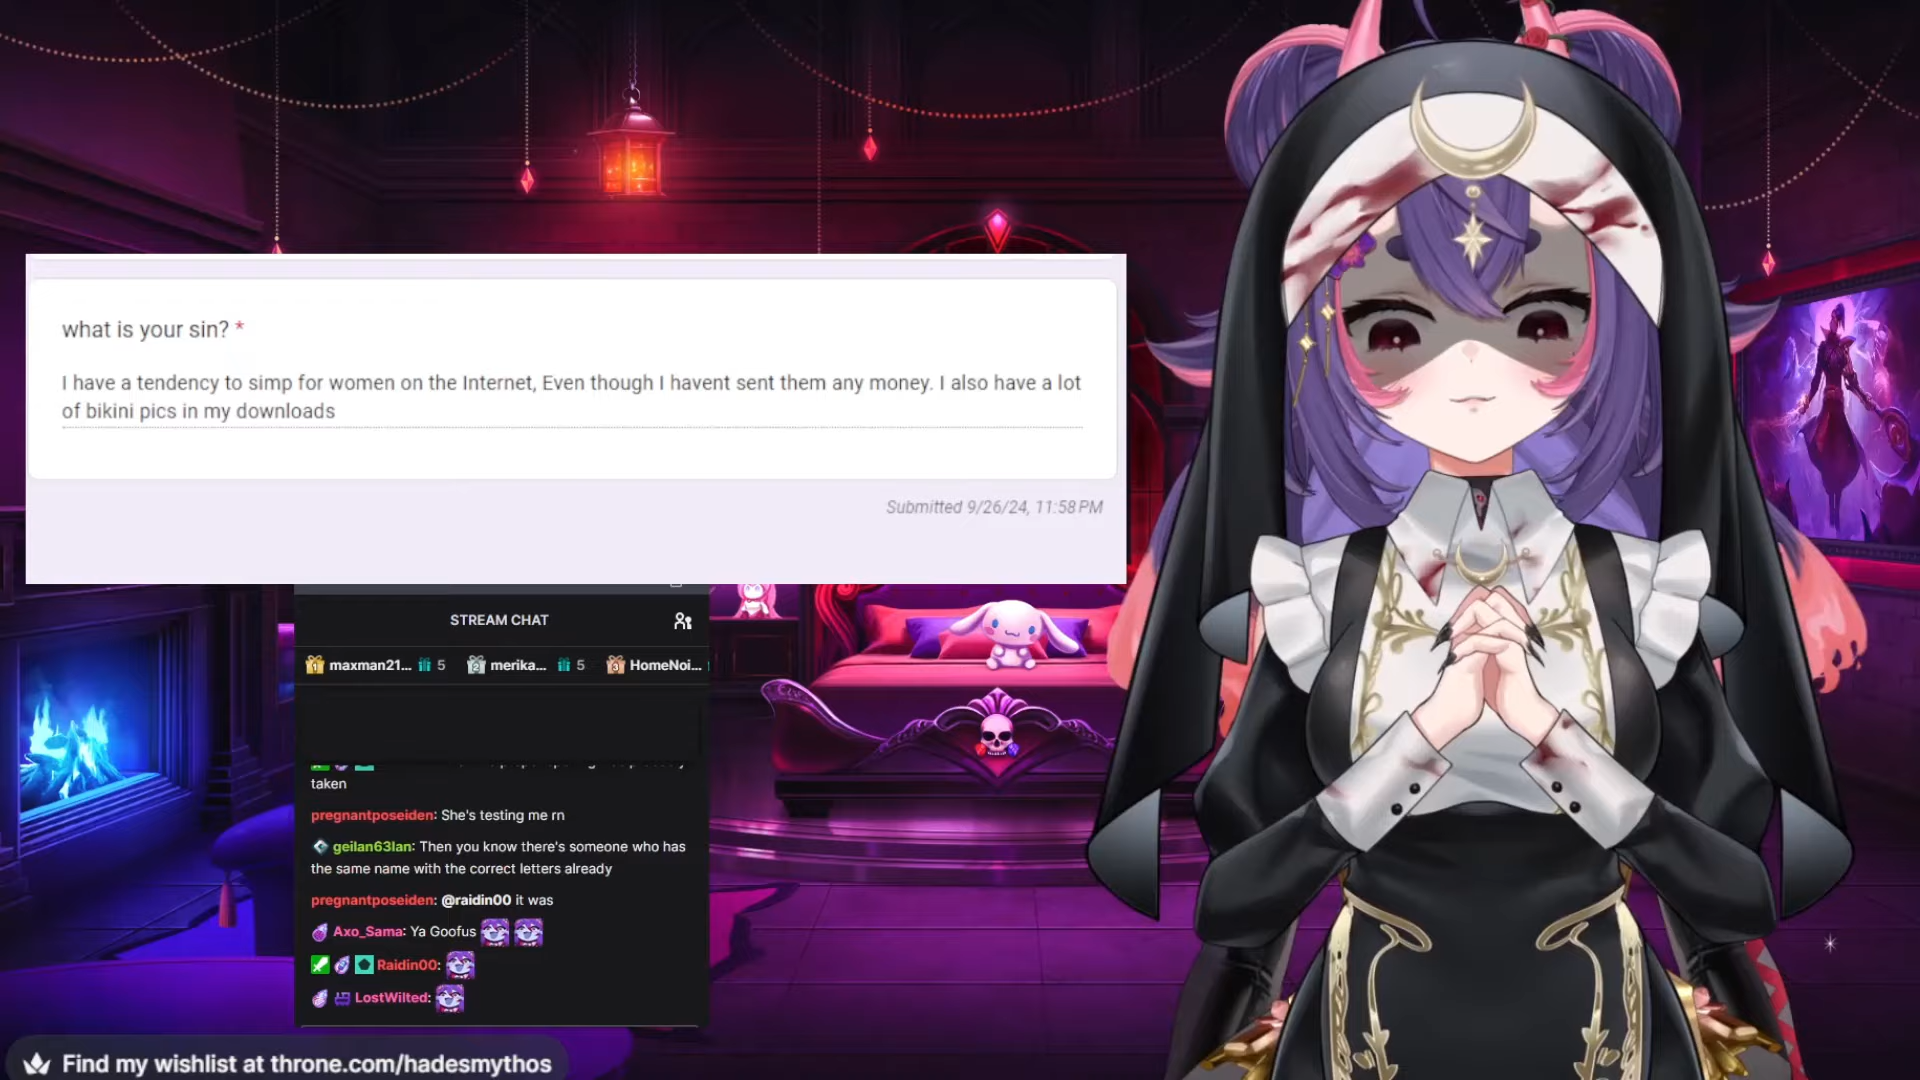 what is your sin? *
I have a tendency to simp for women on the Internet, Even though I havent sent them any money. I also have a lot
of bikini pics in my downloads
Submitted 9/26/24, 11:58 PM
STREAM CHAT
1 maxman21... 5 2 merika... 5 3 HomeNoi...
taken
pregnantposeiden: She's testing me rn
geilan63lan: Then you know there's someone who has
the same name with the correct letters already
pregnantposeiden: @raidin00 it was
Axo_Sama: Ya Goofus
Raidin00:
LostWilted:
Find my wishlist at throne.com/hadesmythos